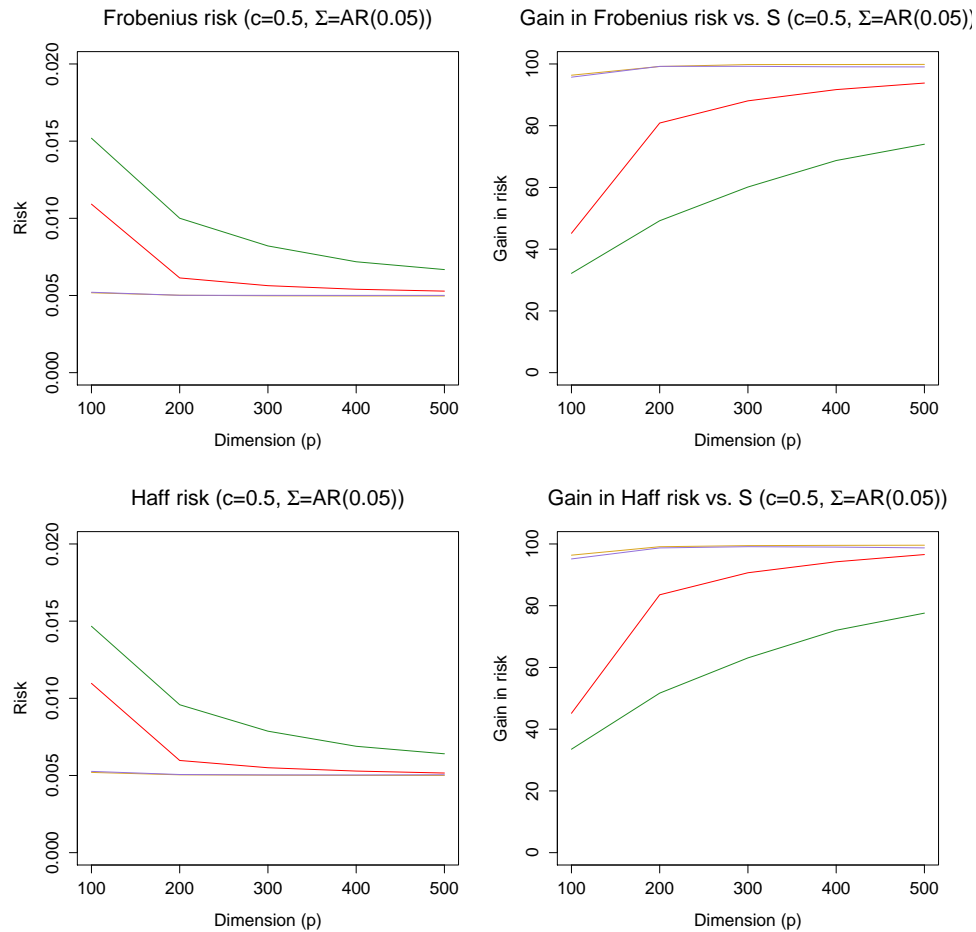 Frobenius risk (c=0.5, Σ=AR(0.05))
Risk
0.020
0.015
0.010
0.005
0.000
100 200 300 400 500
Dimension (p)
Gain in Frobenius risk vs. S (c=0.5, Σ=AR(0.05))
Gain in risk
100
80
60
40
20
0
100 200 300 400 500
Dimension (p)
Haff risk (c=0.5, Σ=AR(0.05))
Risk
0.020
0.015
0.010
0.005
0.000
100 200 300 400 500
Dimension (p)
Gain in Haff risk vs. S (c=0.5, Σ=AR(0.05))
Gain in risk
100
80
60
40
20
0
100 200 300 400 500
Dimension (p)